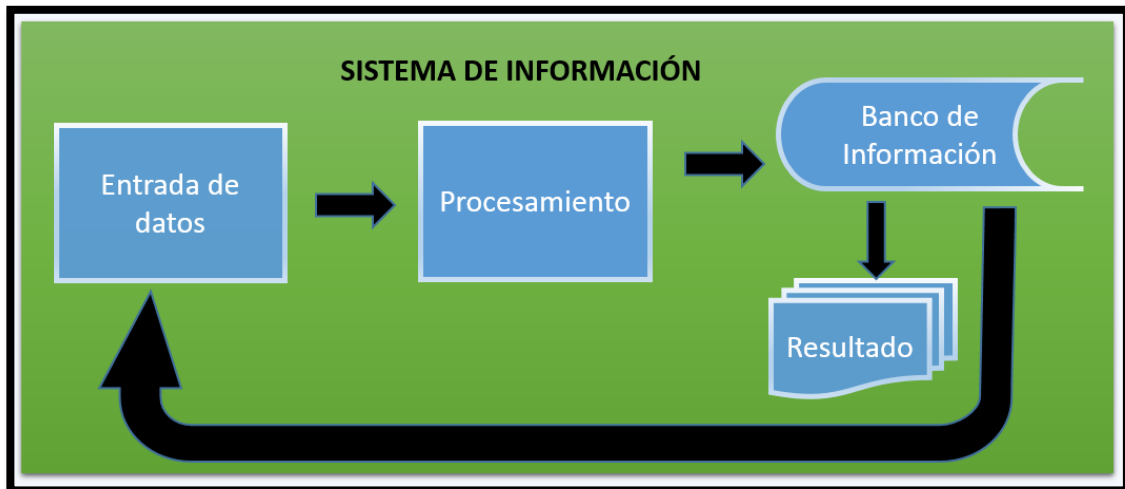 SISTEMA DE INFORMACIÓN
Entrada de
datos
Procesamiento
Banco de
Información
Resultado